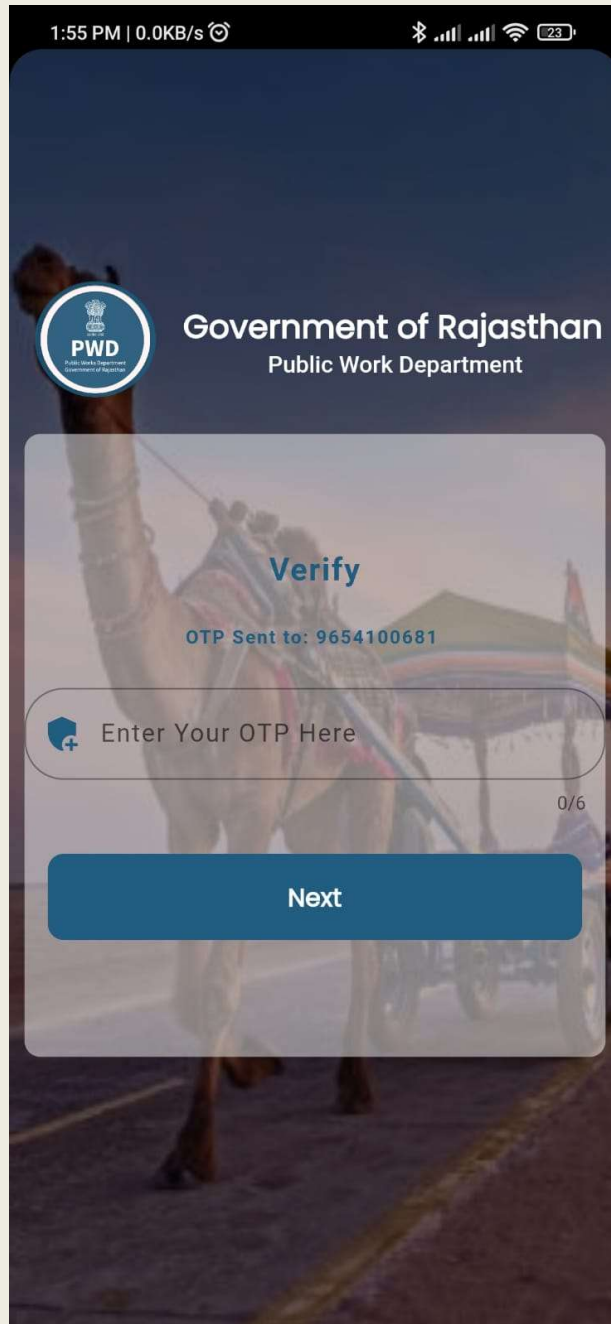 1:55 PM | 0.0KB/s
23
Government of Rajasthan
Public Work Department
PWD
Public Works Department
Government of Rajasthan
Verify
OTP Sent to: 9654100681
Enter Your OTP Here
0/6
Next